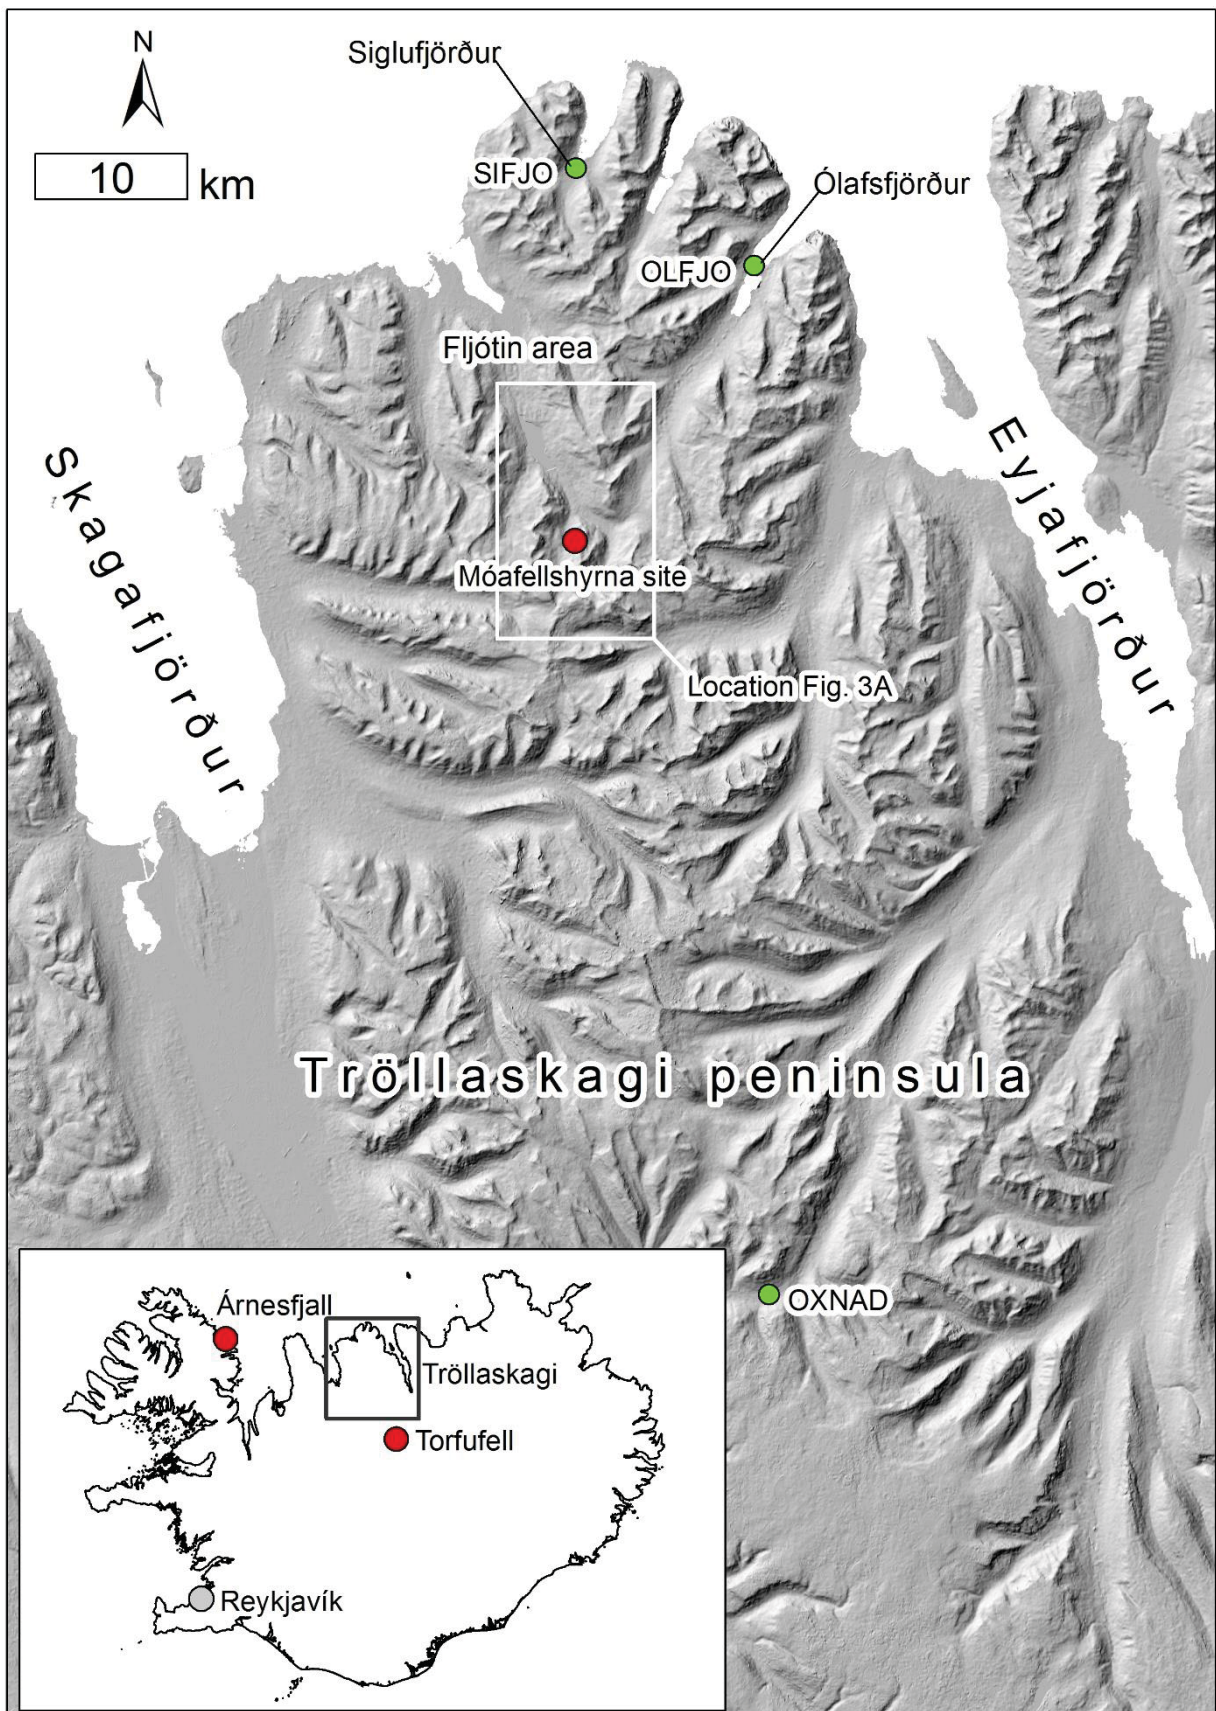 N
10 km
Siglufjörður
SIFJO
Ólafsfjörður
OLFJO
Fljótin area
Móafellshyrna site
Location Fig. 3A
Skagafjörður
Eyjafjörður
Tröllaskagi peninsula
OXNAD
Árnesfjall
Tröllaskagi
Torfufell
Reykjavík